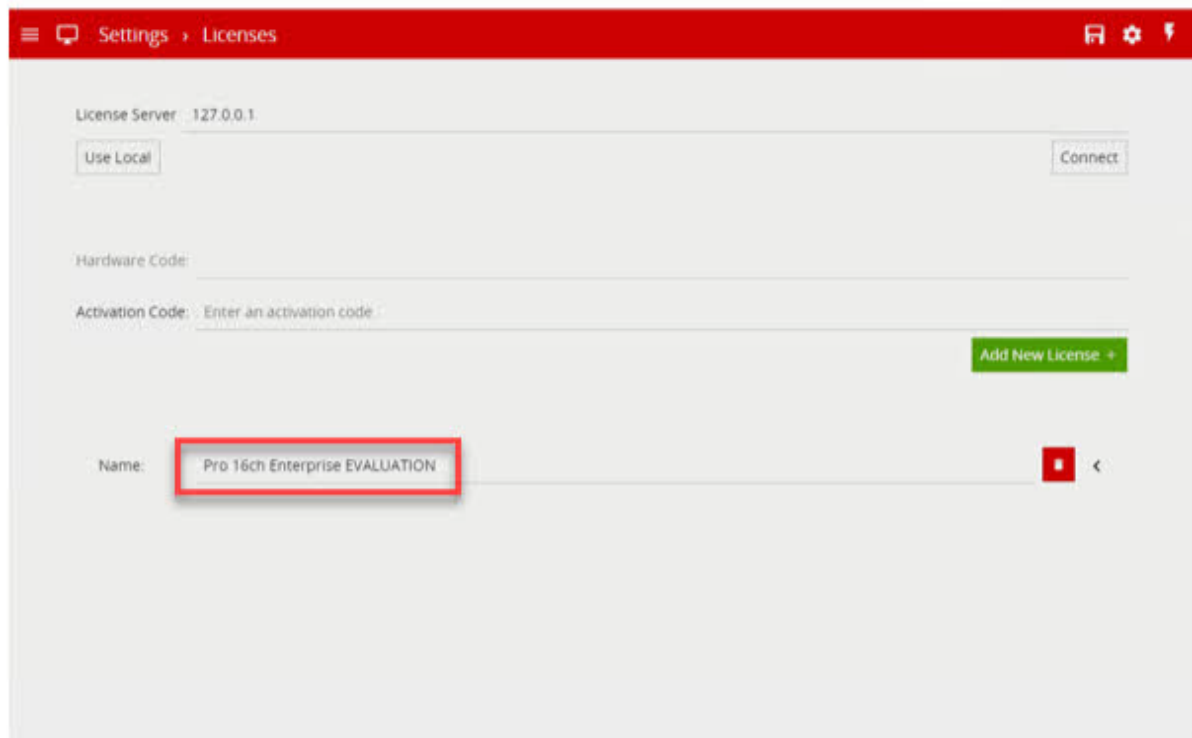 Settings › Licenses
License Server 127.0.0.1
Use Local Connect
Hardware Code:
Activation Code: Enter an activation code
Add New License +
Name: Pro 16ch Enterprise EVALUATION